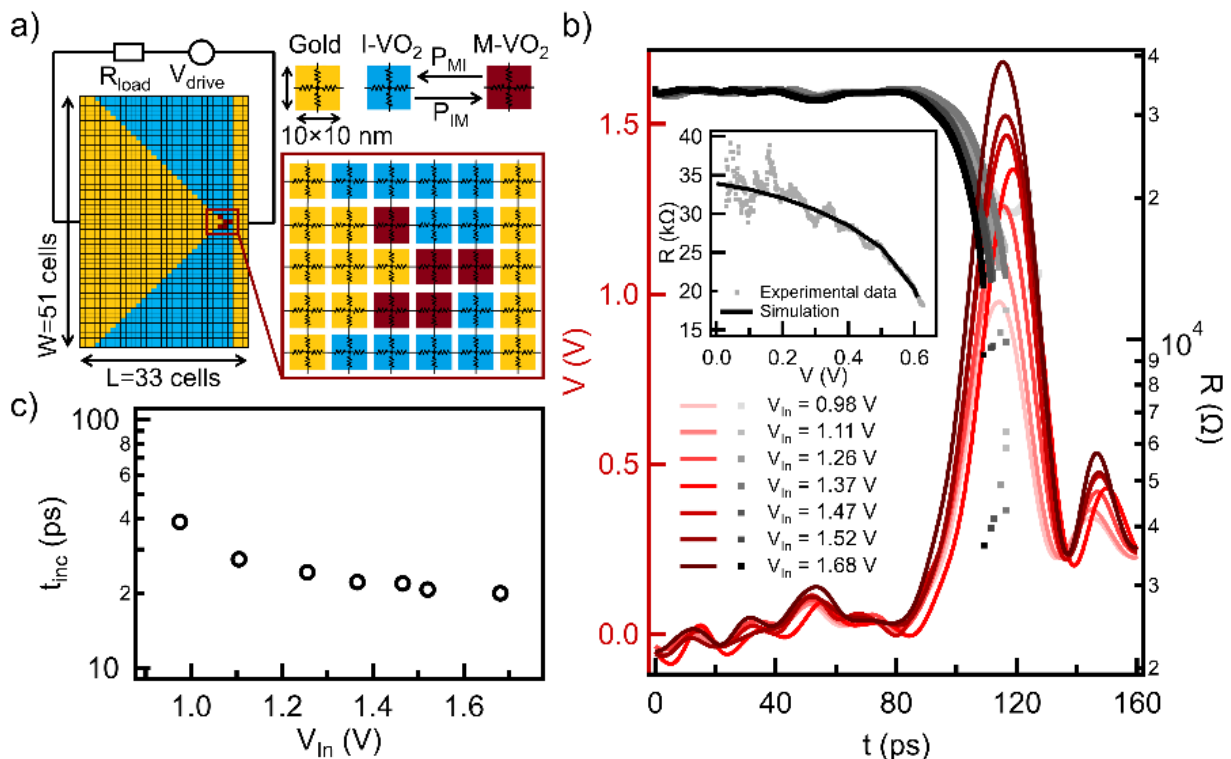 a)
R_load
V_drive
Gold
I-VO₂
M-VO₂
P_MI
P_IM
10×10 nm
W=51 cells
L=33 cells
b)
V (V)
1.5
1.0
0.5
0.0
R (kΩ)
40
35
30
25
20
15
Experimental data
Simulation
0.0
0.2
0.4
0.6
V (V)
V_In = 0.98 V
V_In = 1.11 V
V_In = 1.26 V
V_In = 1.37 V
V_In = 1.47 V
V_In = 1.52 V
V_In = 1.68 V
0
40
80
120
160
t (ps)
4
3
2
10⁴
9
8
7
6
5
4
3
2
R (Ω)
c)
t_inc (ps)
100
8
6
4
2
10
1.0
1.2
1.4
1.6
V_In (V)